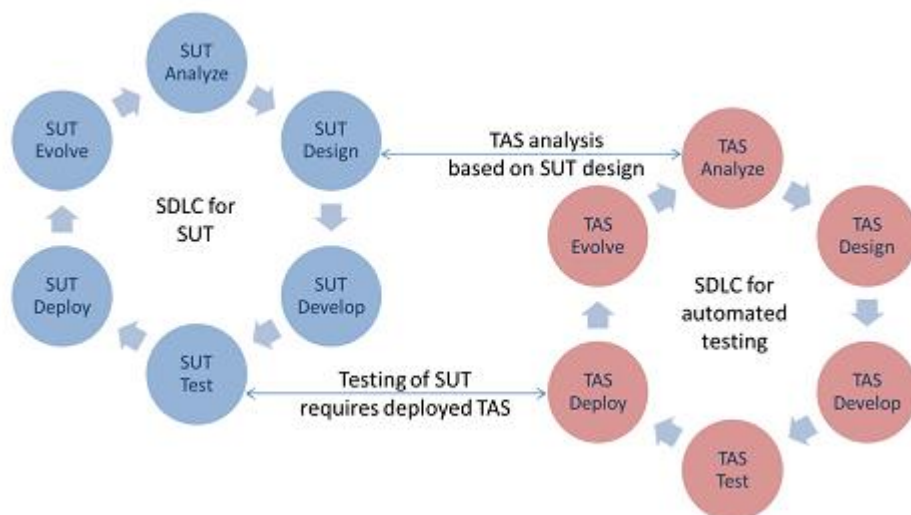 SUT
Analyze
SUT
Evolve
SUT
Design
SDLC for
SUT
SUT
Deploy
SUT
Develop
SUT
Test
TAS analysis
based on SUT design
Testing of SUT
requires deployed TAS
TAS
Analyze
TAS
Evolve
TAS
Design
SDLC for
automated
testing
TAS
Deploy
TAS
Develop
TAS
Test